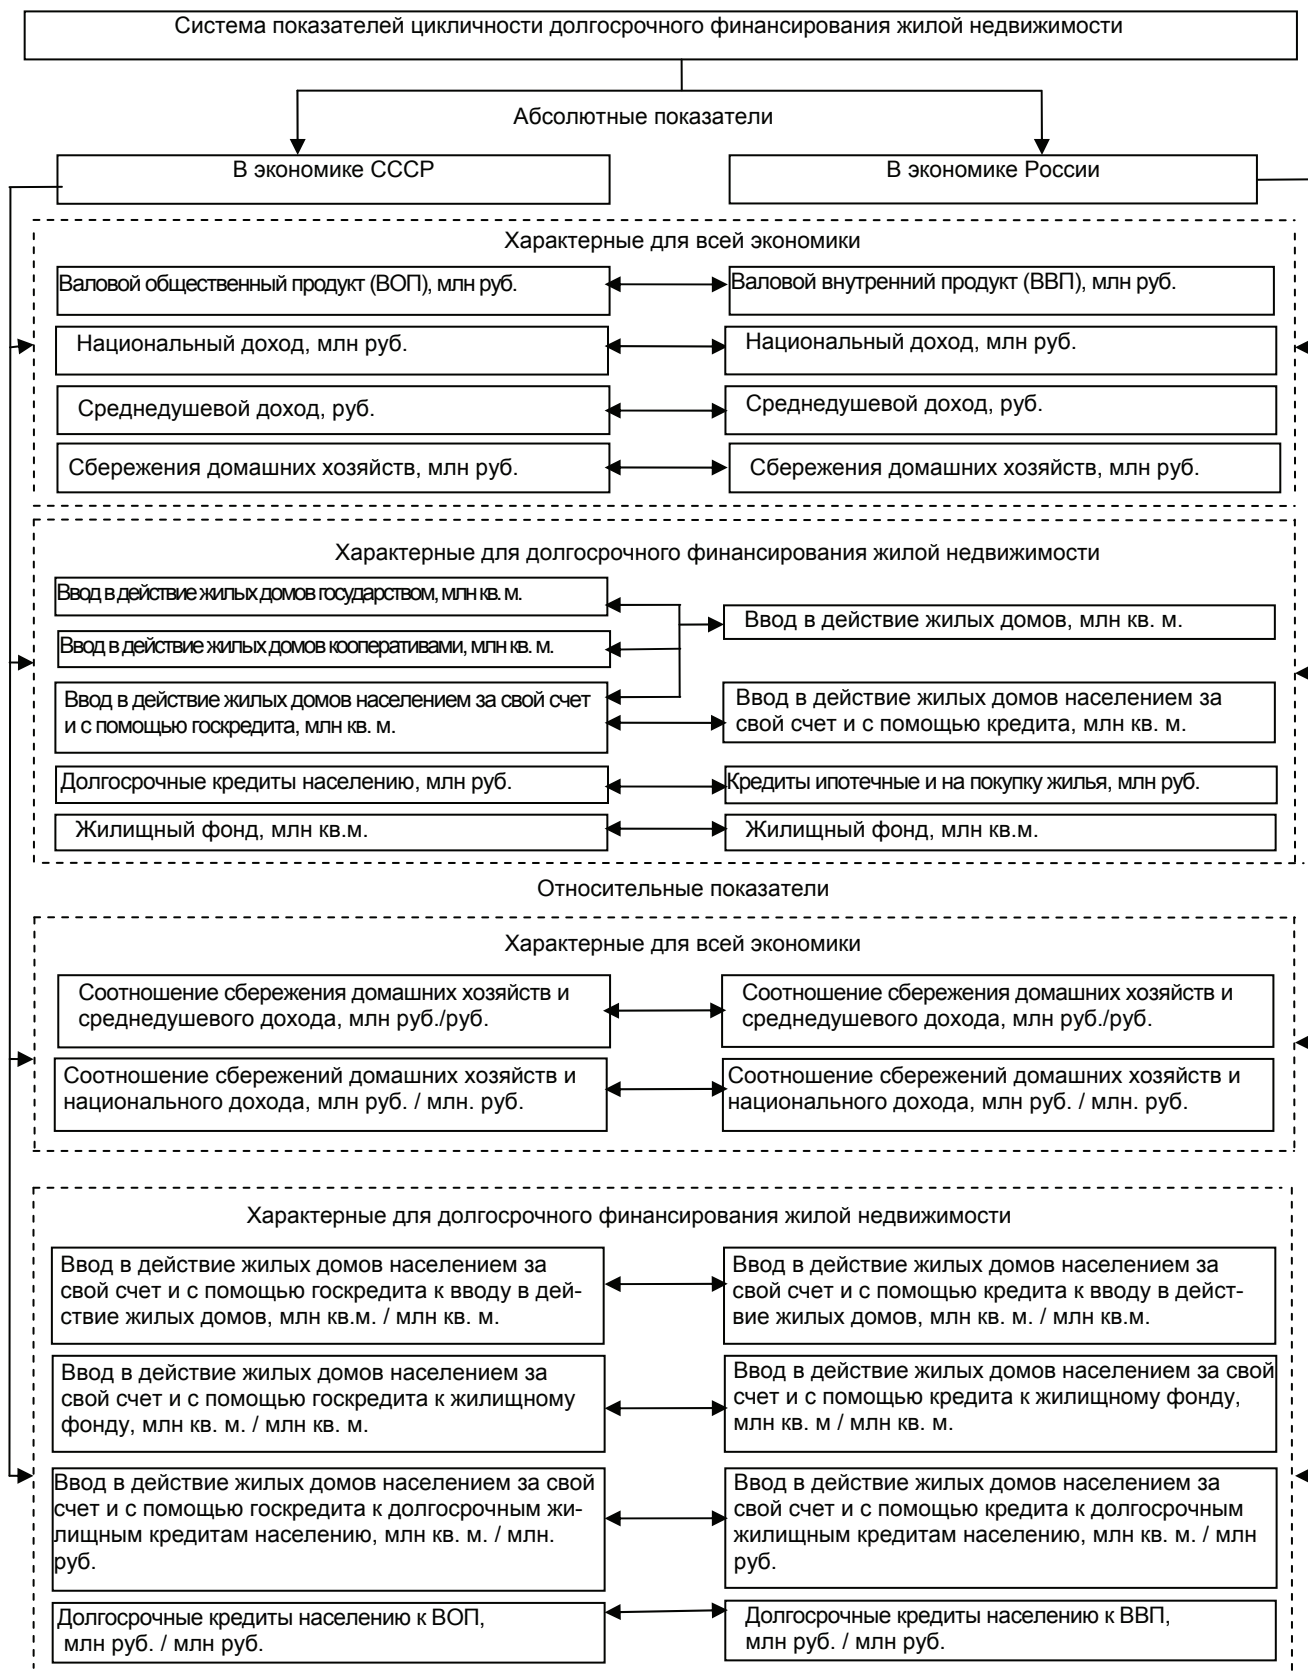 Система показателей цикличности долгосрочного финансирования жилой недвижимости
Абсолютные показатели
В экономике СССР
В экономике России
Характерные для всей экономики
Валовой общественный продукт (ВОП), млн руб.
Валовой внутренний продукт (ВВП), млн руб.
Национальный доход, млн руб.
Национальный доход, млн руб.
Среднедушевой доход, руб.
Среднедушевой доход, руб.
Сбережения домашних хозяйств, млн руб.
Сбережения домашних хозяйств, млн руб.
Характерные для долгосрочного финансирования жилой недвижимости
Ввод в действие жилых домов государством, млн кв. м.
Ввод в действие жилых домов кооперативами, млн кв. м.
Ввод в действие жилых домов, млн кв. м.
Ввод в действие жилых домов населением за свой счет
и с помощью госкредита, млн кв. м.
Ввод в действие жилых домов населением за
свой счет и с помощью кредита, млн кв. м.
Долгосрочные кредиты населению, млн руб.
Кредиты ипотечные и на покупку жилья, млн руб.
Жилищный фонд, млн кв.м.
Жилищный фонд, млн кв.м.
Относительные показатели
Характерные для всей экономики
Соотношение сбережения домашних хозяйств и
среднедушевого дохода, млн руб./руб.
Соотношение сбережения домашних хозяйств и
среднедушевого дохода, млн руб./руб.
Соотношение сбережений домашних хозяйств и
национального дохода, млн руб. / млн. руб.
Соотношение сбережений домашних хозяйств и
национального дохода, млн руб. / млн. руб.
Характерные для долгосрочного финансирования жилой недвижимости
Ввод в действие жилых домов населением за
свой счет и с помощью госкредита к вводу в дей-
ствие жилых домов, млн кв.м. / млн кв. м.
Ввод в действие жилых домов населением за
свой счет и с помощью кредита к вводу в дейст-
вие жилых домов, млн кв. м. / млн кв.м.
Ввод в действие жилых домов населением за
свой счет и с помощью госкредита к жилищному
фонду, млн кв. м. / млн кв. м.
Ввод в действие жилых домов населением за свой
счет и с помощью кредита к жилищному фонду,
млн кв. м / млн кв. м.
Ввод в действие жилых домов населением за свой
счет и с помощью госкредита к долгосрочным жи-
лищным кредитам населению, млн кв. м. / млн.
руб.
Ввод в действие жилых домов населением за
свой счет и с помощью кредита к долгосрочным
жилищным кредитам населению, млн кв. м. / млн
руб.
Долгосрочные кредиты населению к ВОП,
млн руб. / млн руб.
Долгосрочные кредиты населению к ВВП,
млн руб. / млн руб.